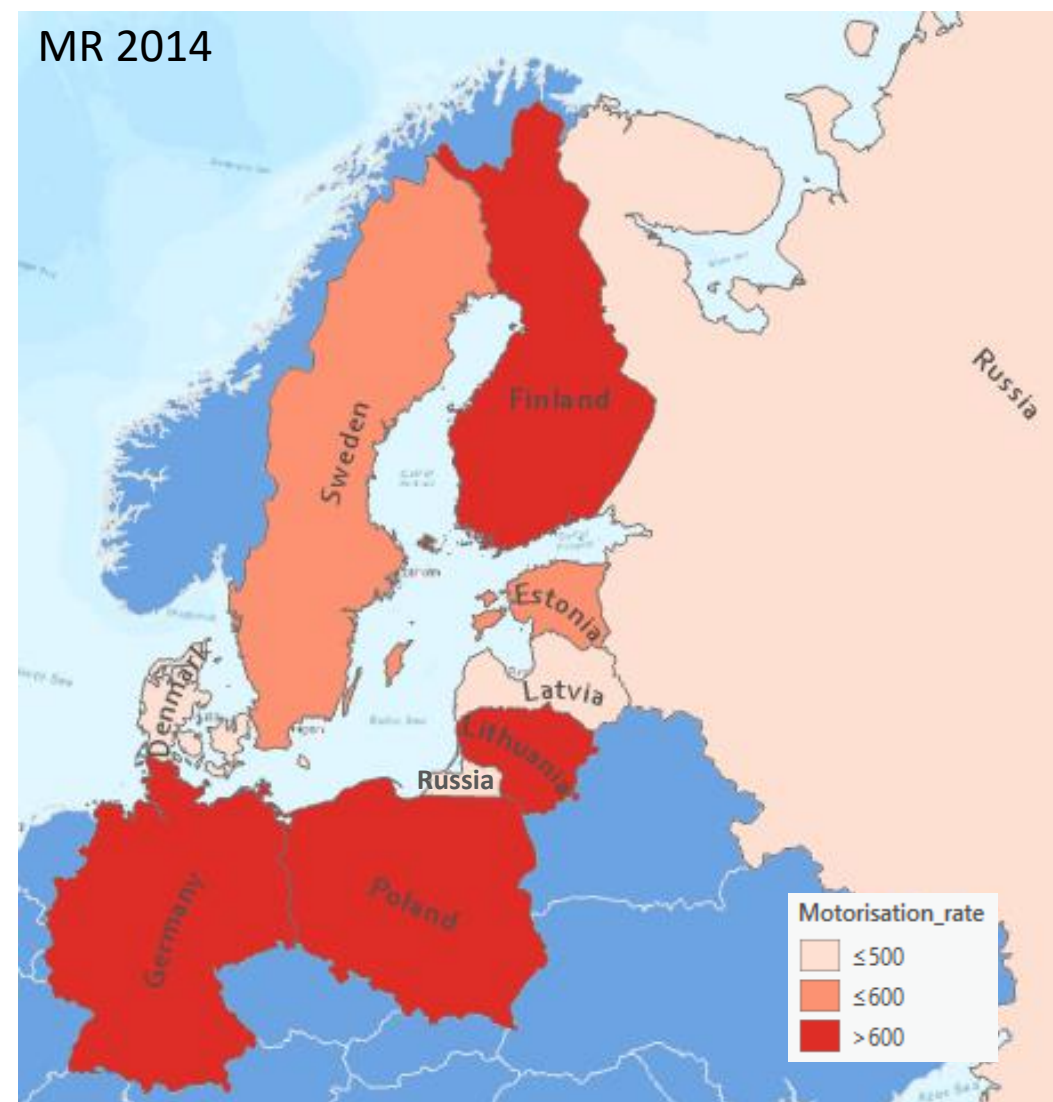 MR 2014
Russia
Finland
Sweden
Estonia
Denmark
Latvia
Lithuania
Russia
Poland
Germany
Motorisation_rate
≤500
≤600
>600